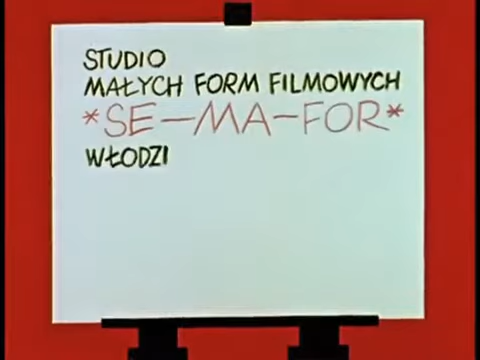 STUDIO
MAŁYCH FORM FILMOWYCH
*SE—MA—FOR*
WŁODZI